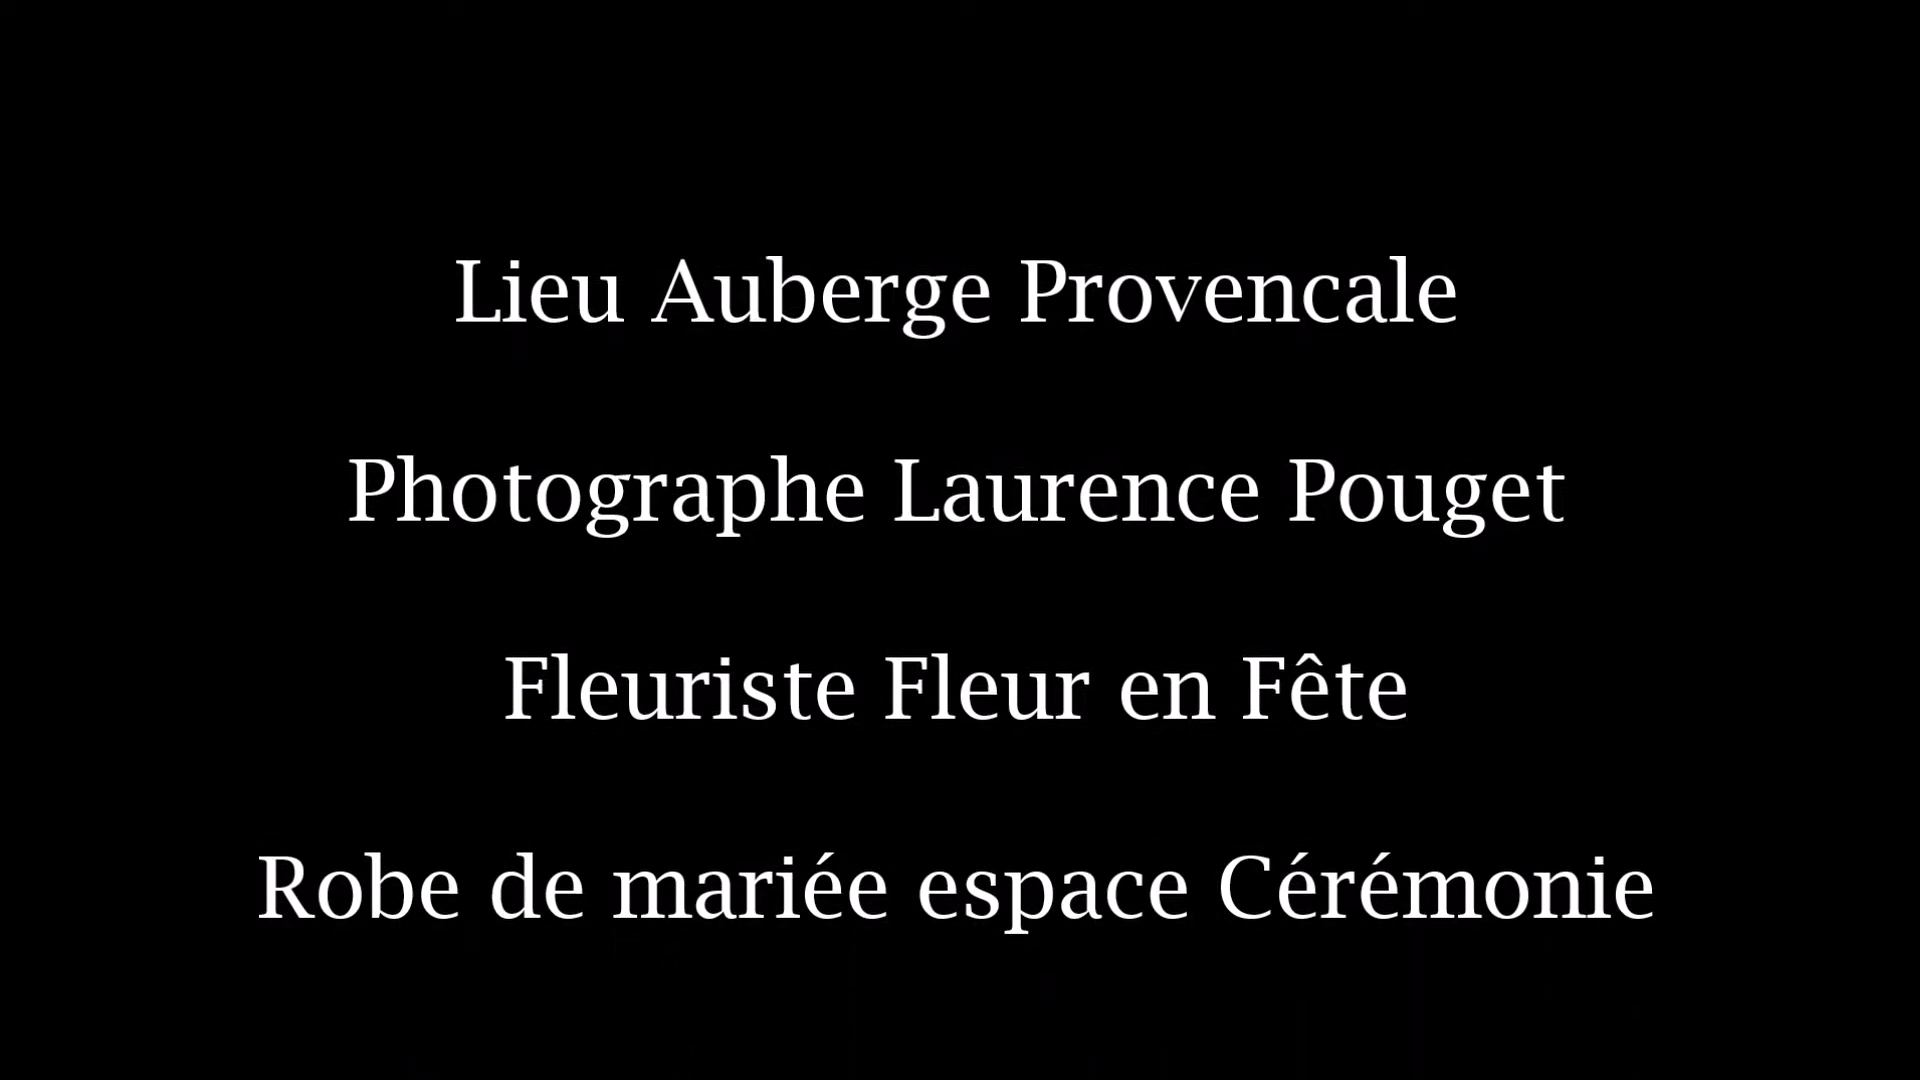 Lieu Auberge Provencale
Photographe Laurence Pouget
Fleuriste Fleur en Fête
Robe de mariée espace Cérémonie